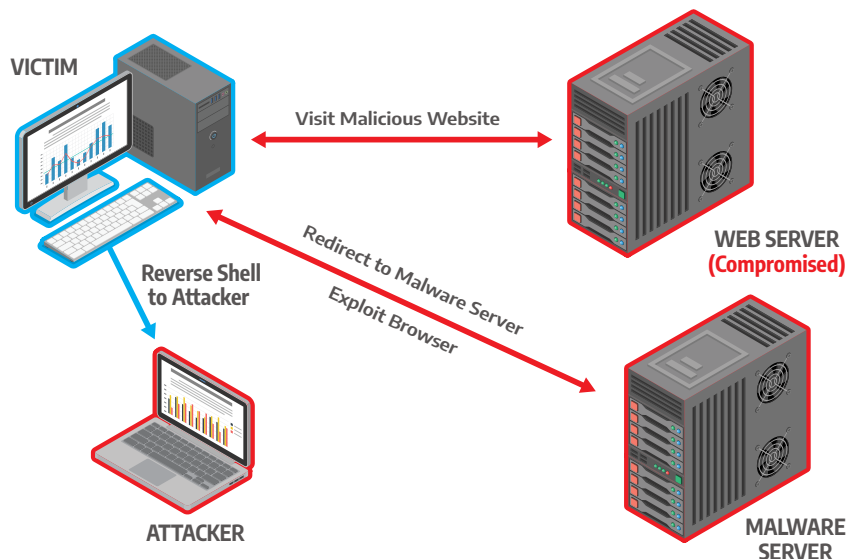 VICTIM
Visit Malicious Website
WEB SERVER
(Compromised)
Redirect to Malware Server
Exploit Browser
Reverse Shell
to Attacker
ATTACKER
MALWARE
SERVER